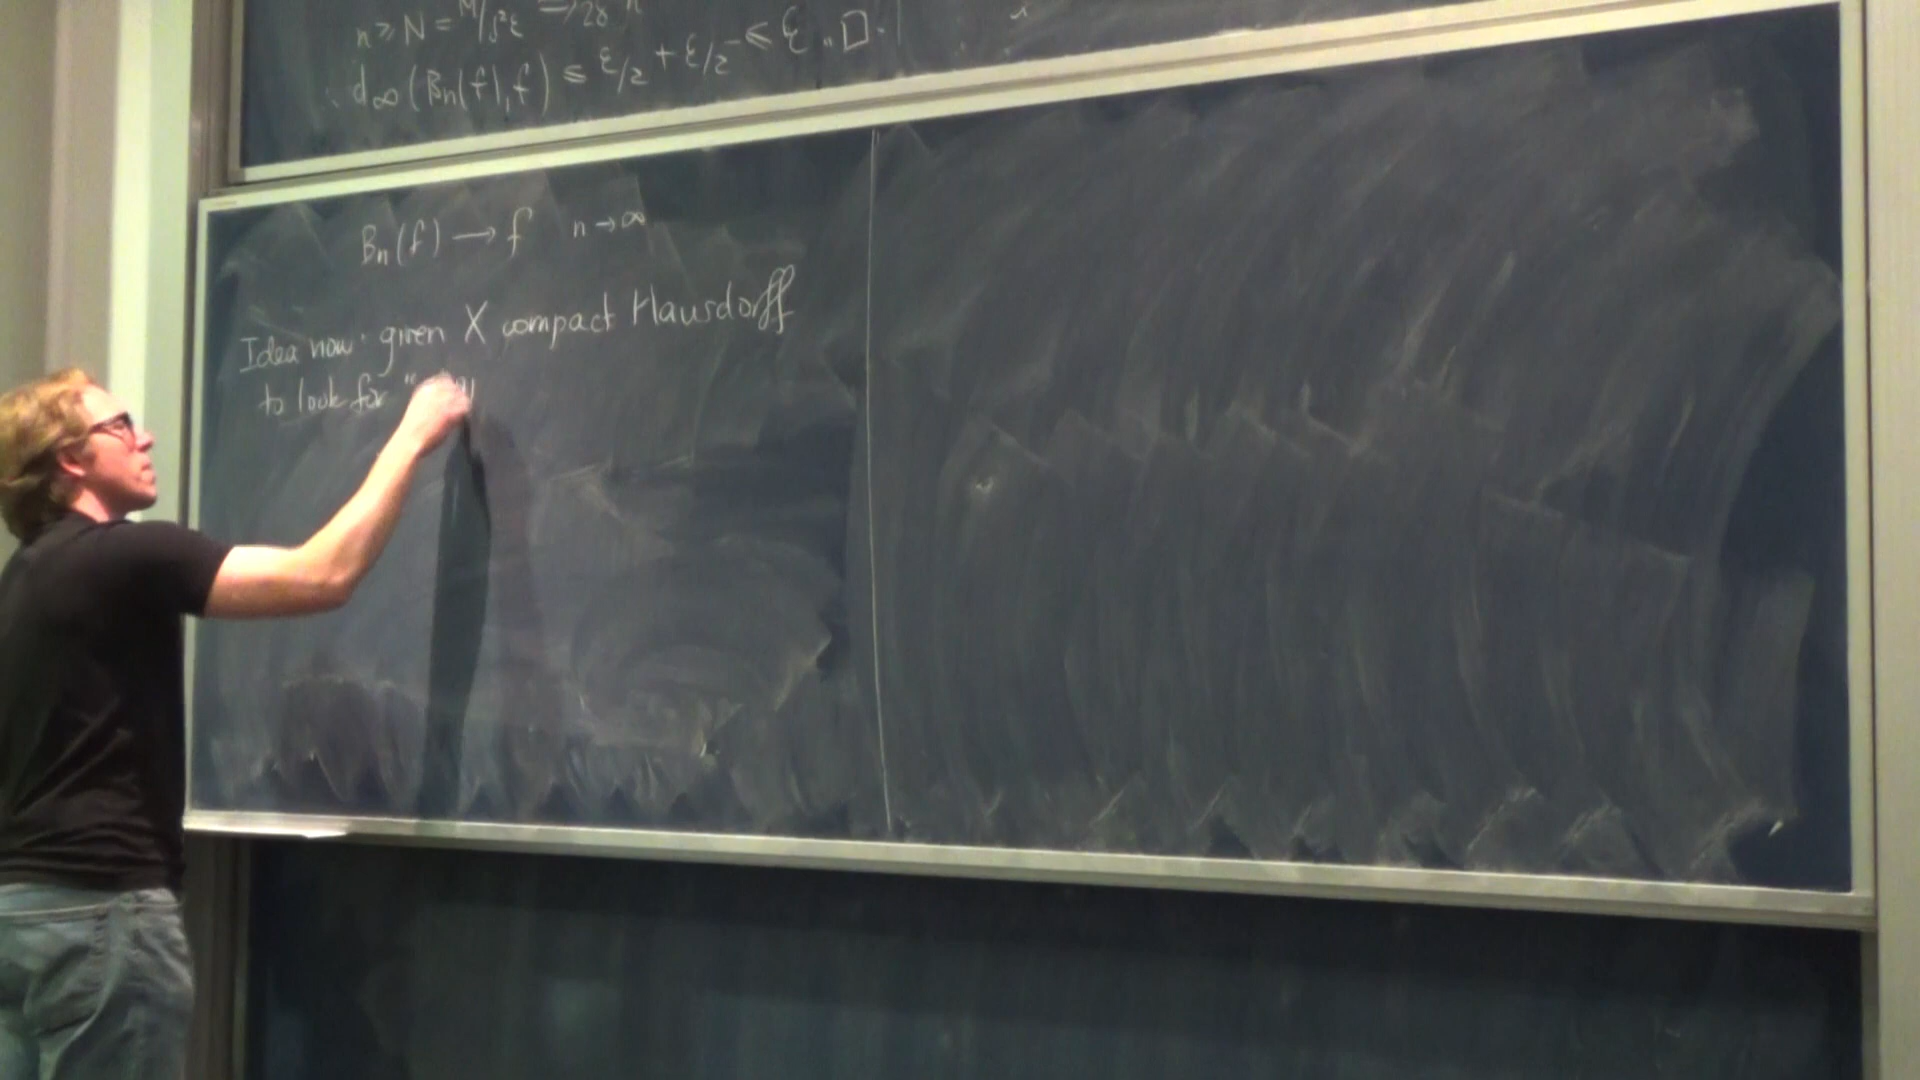 n ≥ N = M/δ²ε ⇒ 2δ n
d∞(Bn(f), f) ≤ ε/2 + ε/2 ≤ ε. □.
Bn(f) → f n→∞
Idea now: given X compact Hausdorff
to look for "